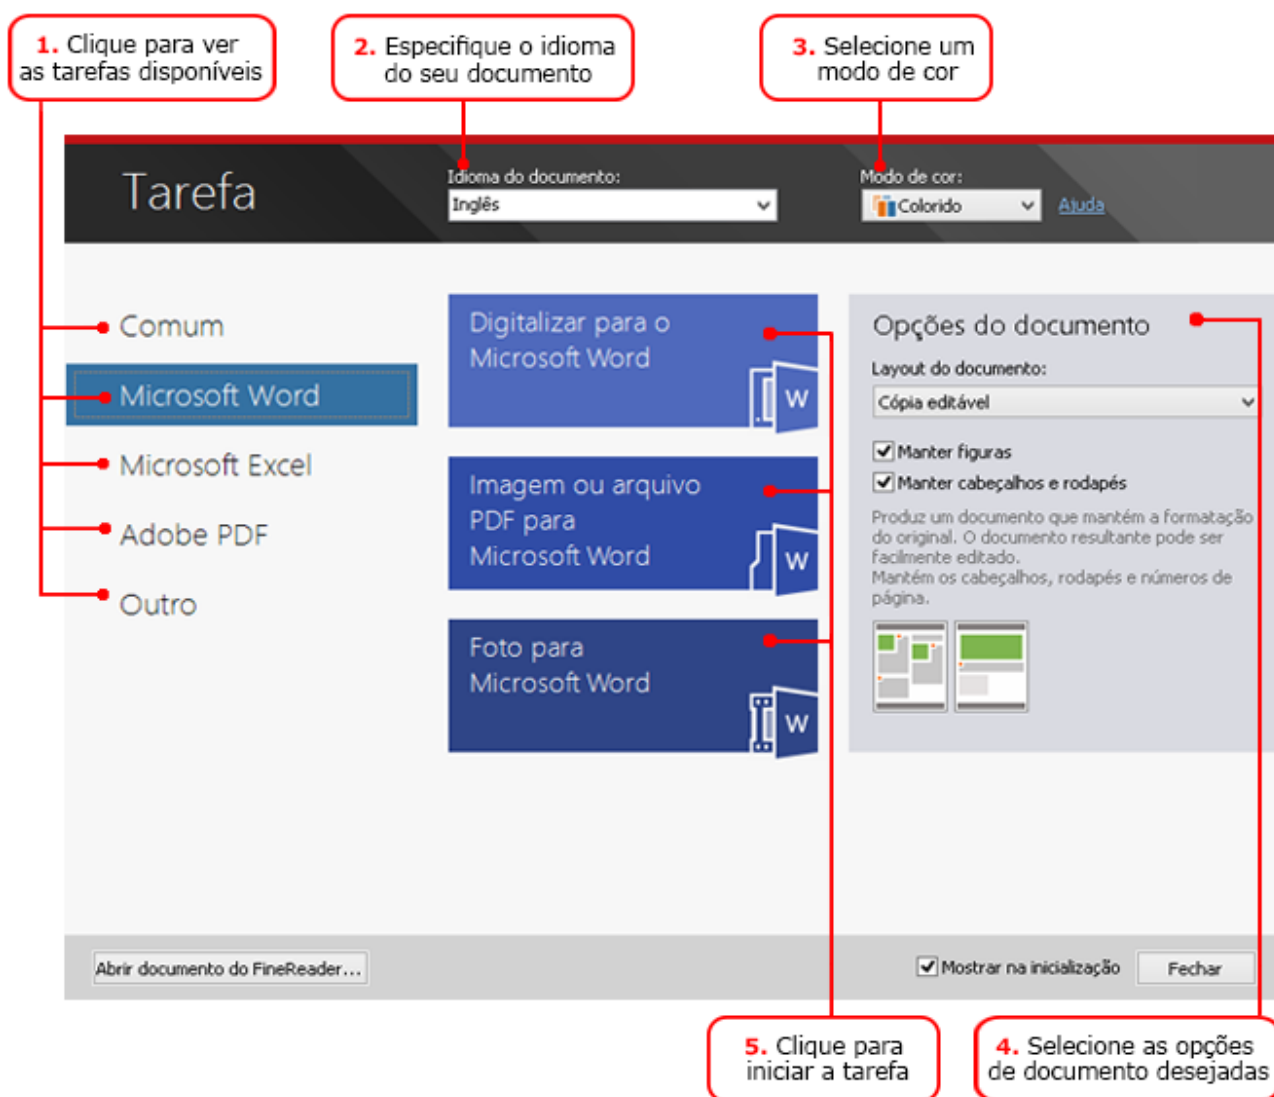 1. Clique para ver
as tarefas disponíveis
2. Especifique o idioma
do seu documento
3. Selecione um
modo de cor
Tarefa
Idioma do documento:
Inglês
Modo de cor:
Colorido
Ajuda
Comum
Microsoft Word
Microsoft Excel
Adobe PDF
Outro
Digitalizar para o
Microsoft Word
W
Imagem ou arquivo
PDF para
Microsoft Word
W
Foto para
Microsoft Word
W
Opções do documento
Layout do documento:
Cópia editável
Manter figuras
Manter cabeçalhos e rodapés
Produz um documento que mantém a formatação
do original. O documento resultante pode ser
facilmente editado.
Mantém os cabeçalhos, rodapés e números de
página.
Abrir documento do FineReader...
Mostrar na inicialização
Fechar
5. Clique para
iniciar a tarefa
4. Selecione as opções
de documento desejadas